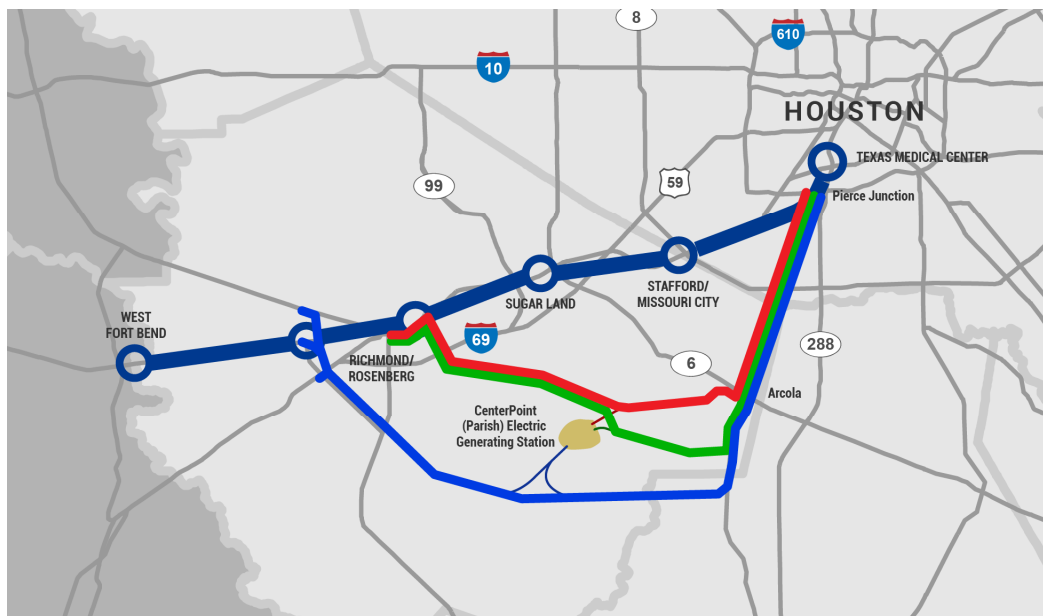 8
610
10
HOUSTON
TEXAS MEDICAL CENTER
99
59
Pierce Junction
SUGAR LAND
STAFFORD/
MISSOURI CITY
WEST
FORT BEND
69
288
RICHMOND/
ROSENBERG
6
Arcola
CenterPoint
(Parish) Electric
Generating Station